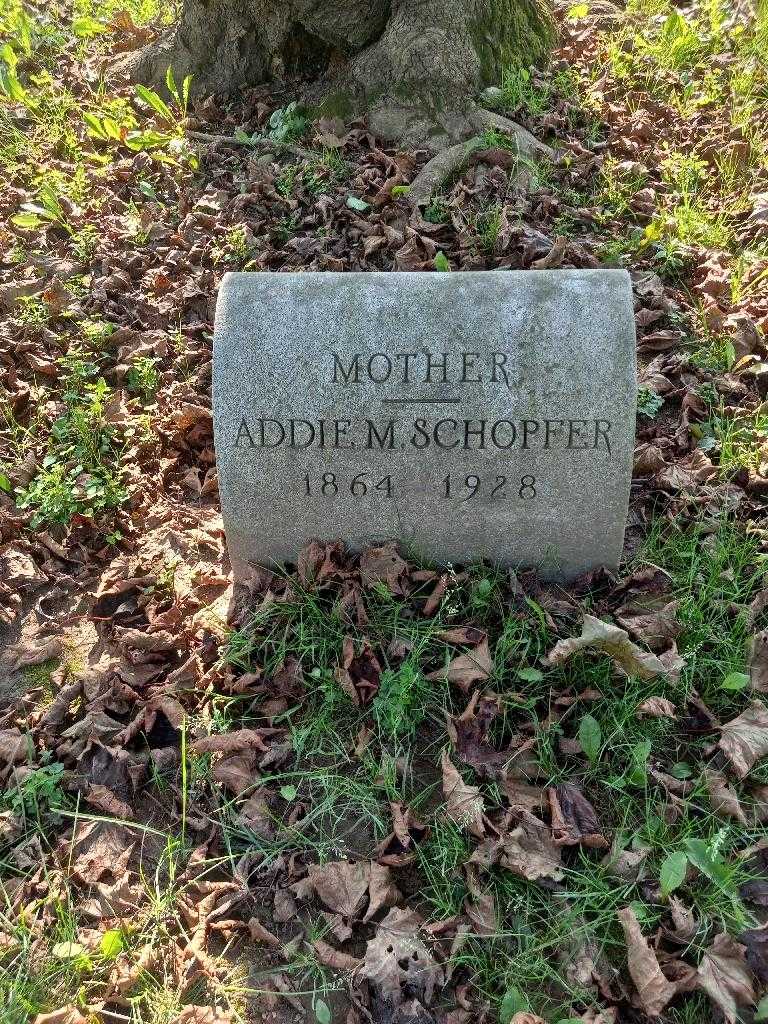 MOTHER
ADDIE M. SCHOPFER
1864 1928